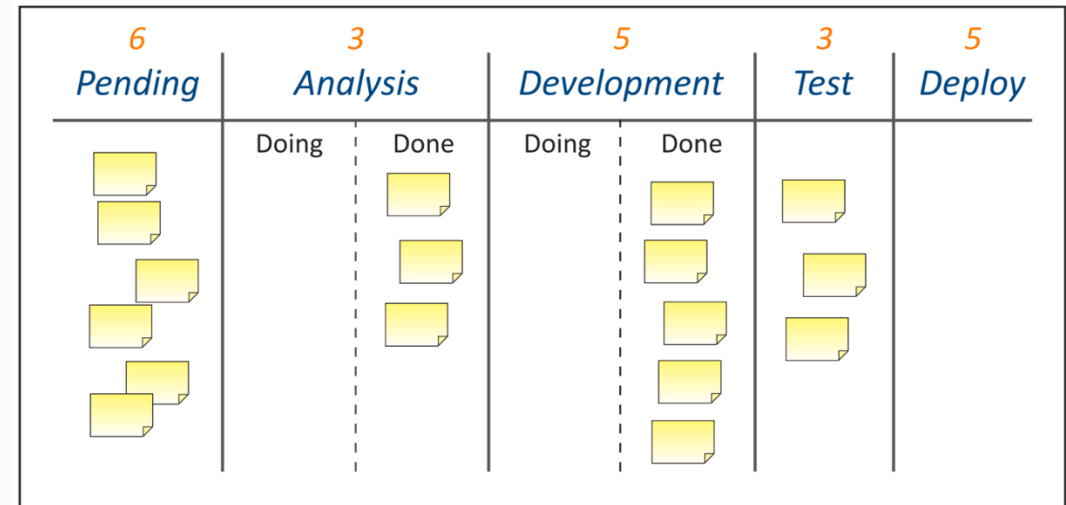 6 3 5 3 5
Pending Analysis Development Test Deploy
Doing Done Doing Done